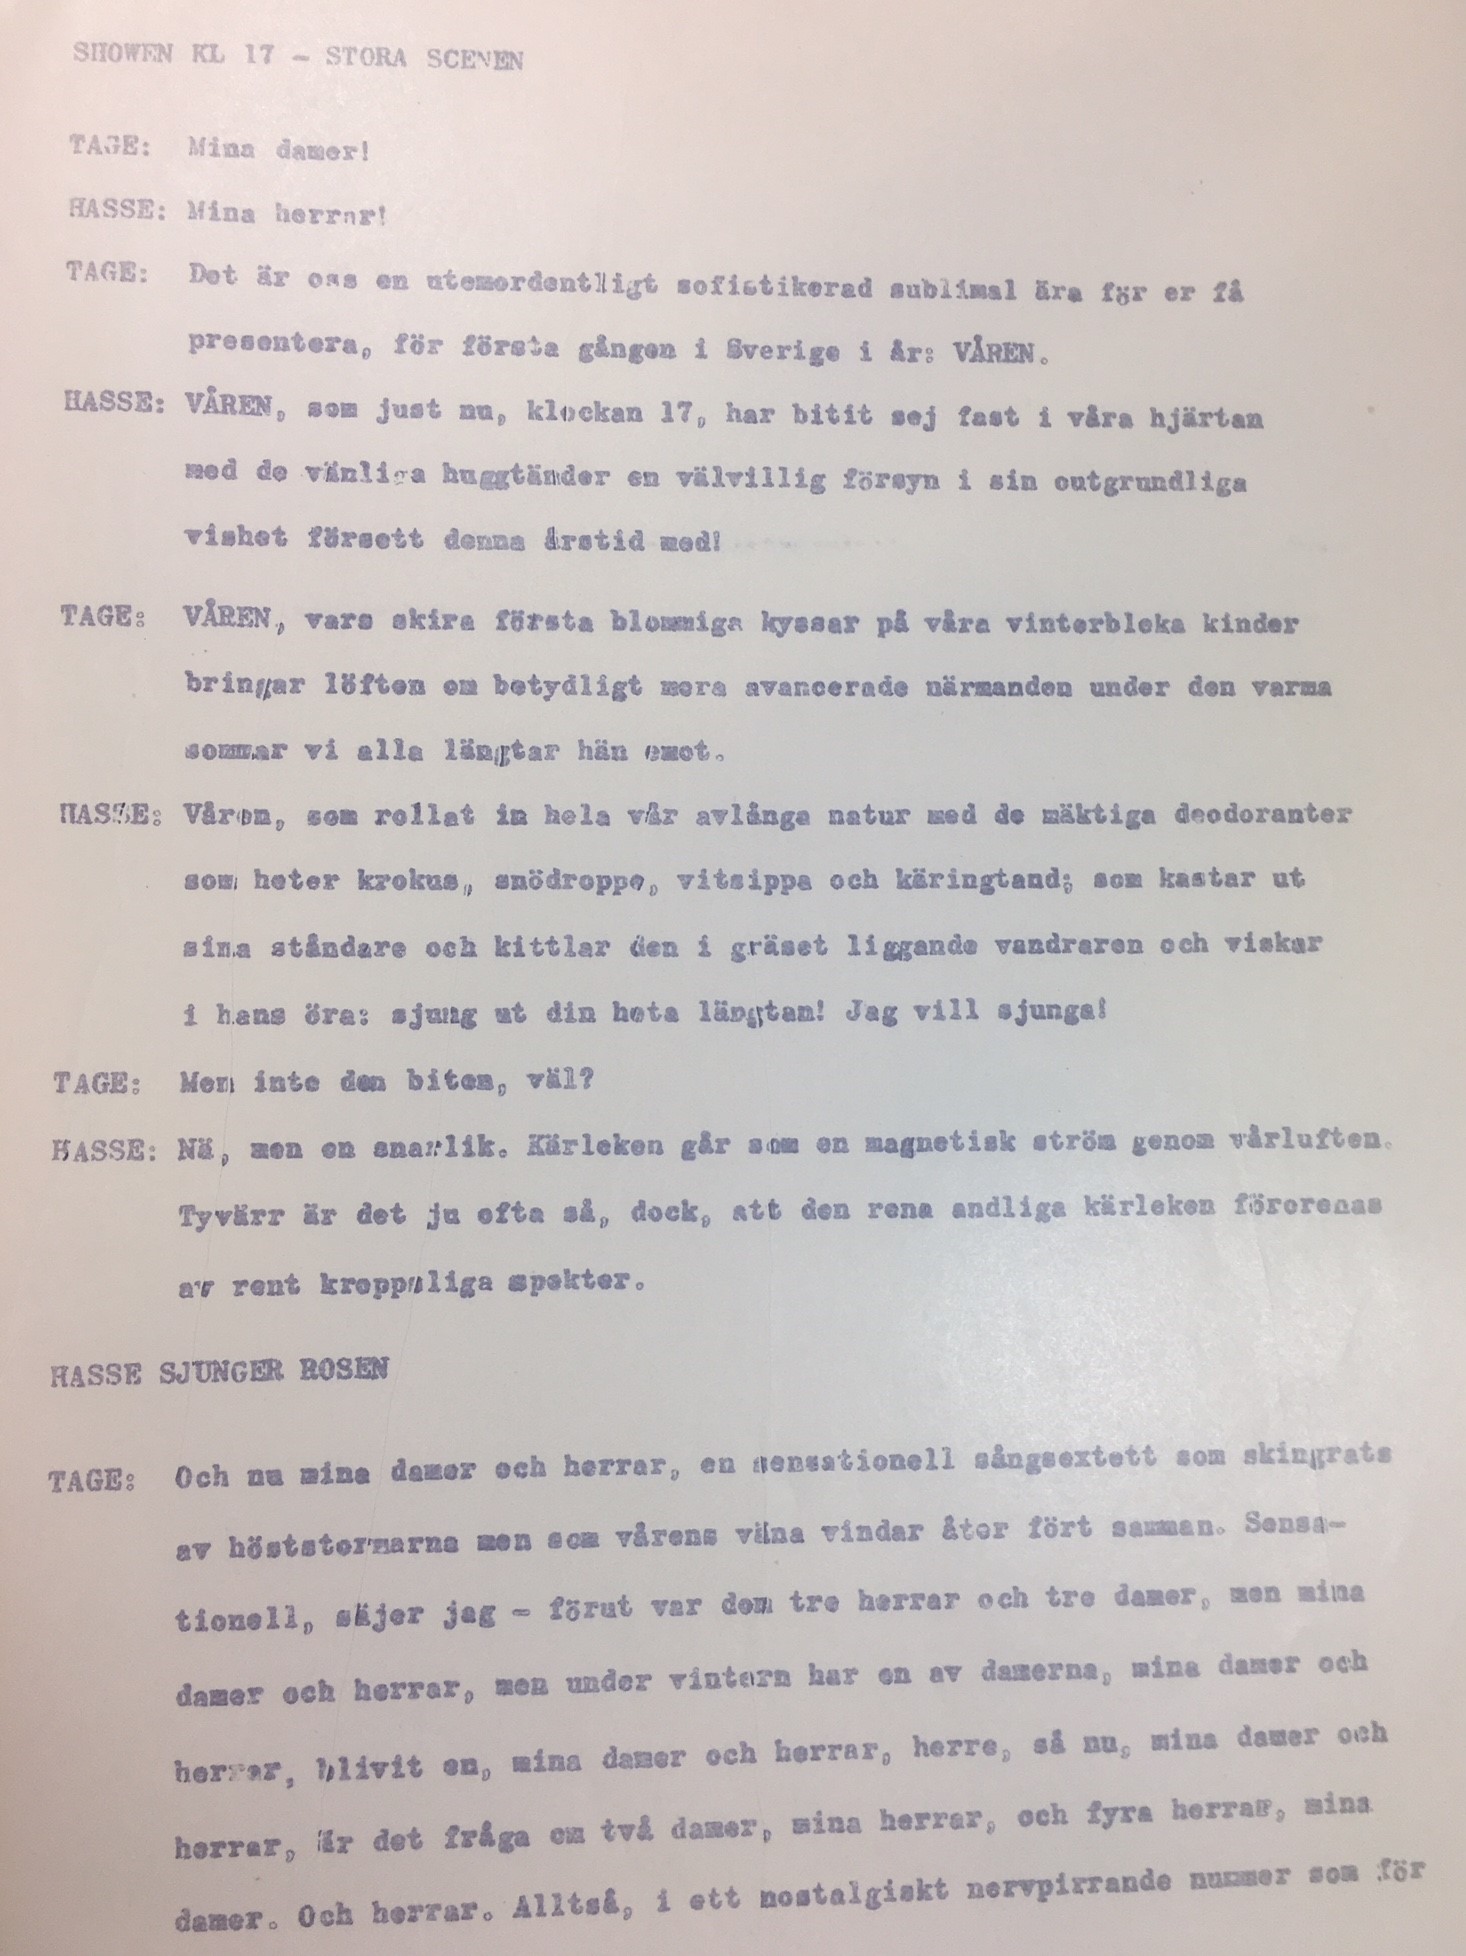 SHOWEN KL 17 - STORA SCENEN
TAGE: Mina damer!
HASSE: Mina herrar!
TAGE: Det är oss en utomordentligt sofistikerad sublimal ära för er få
presentera, för första gången i Sverige i år: VÅREN.
HASSE: VÅREN, som just nu, klockan 17, har bitit sej fast i våra hjärtan
med de vänliga huggtänder en välvillig försyn i sin outgrundliga
vishet försett denna årstid med!
TAGE: VÅREN, vars skira första blommiga kyssar på våra vinterbleka kinder
bringar löften om betydligt mera avancerade närmanden under den varma
sommar vi alla längtar hän emot.
HASSE: Våren, som rollat in hela vår avlånga natur med de mäktiga deodoranter
som heter krokus, snödroppe, vitsippa och käringtand; som kastar ut
sina ståndare och kittlar den i gräset liggande vandraren och viskar
i hans öra: sjung ut din heta längtan! Jag vill sjunga!
TAGE: Men inte den biten, väl?
HASSE: Nä, men en snarlik. Kärleken går som en magnetisk ström genom vårluften.
Tyvärr är det ju ofta så, dock, att den rena andliga kärleken förorenas
av rent kroppsliga spekter.
HASSE SJUNGER ROSEN
TAGE: Och nu mina damer och herrar, en sensationell sångsextett som skingrats
av höststormarna men som vårens väna vindar åter fört samman. Sensa-
tionell, säjer jag - förut var dem tre herrar och tre damer, men mina
damer och herrar, men under vintern har en av damerna, mina damer och
herrar, blivit en, mina damer och herrar, herre, så nu, mina damer och
herrar, är det fråga om två damer, mina herrar, och fyra herrar, mina
damer. Och herrar. Alltså, i ett nostalgiskt nervpirrande nummer som för